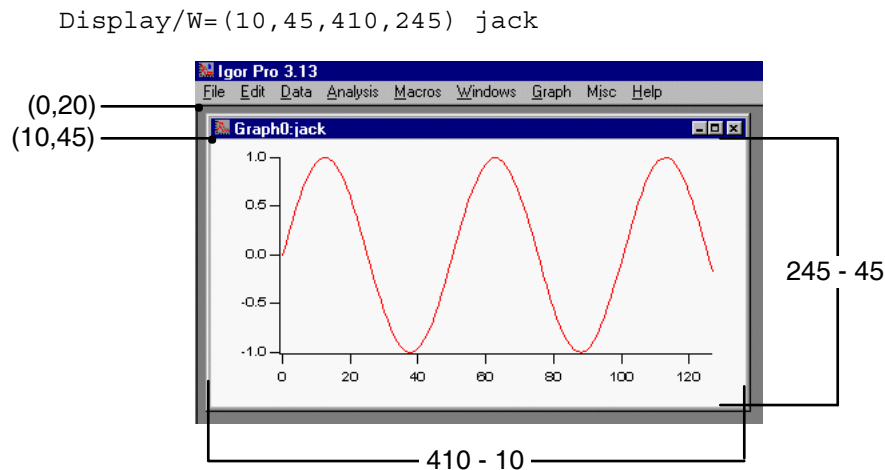 Display/W=(10,45,410,245) jack
Igor Pro 3.13
File Edit Data Analysis Macros Windows Graph Misc Help
(0,20)
(10,45)
Graph0:jack
1.0
0.5
0.0
-0.5
-1.0
0 20 40 60 80 100 120
245 - 45
410 - 10